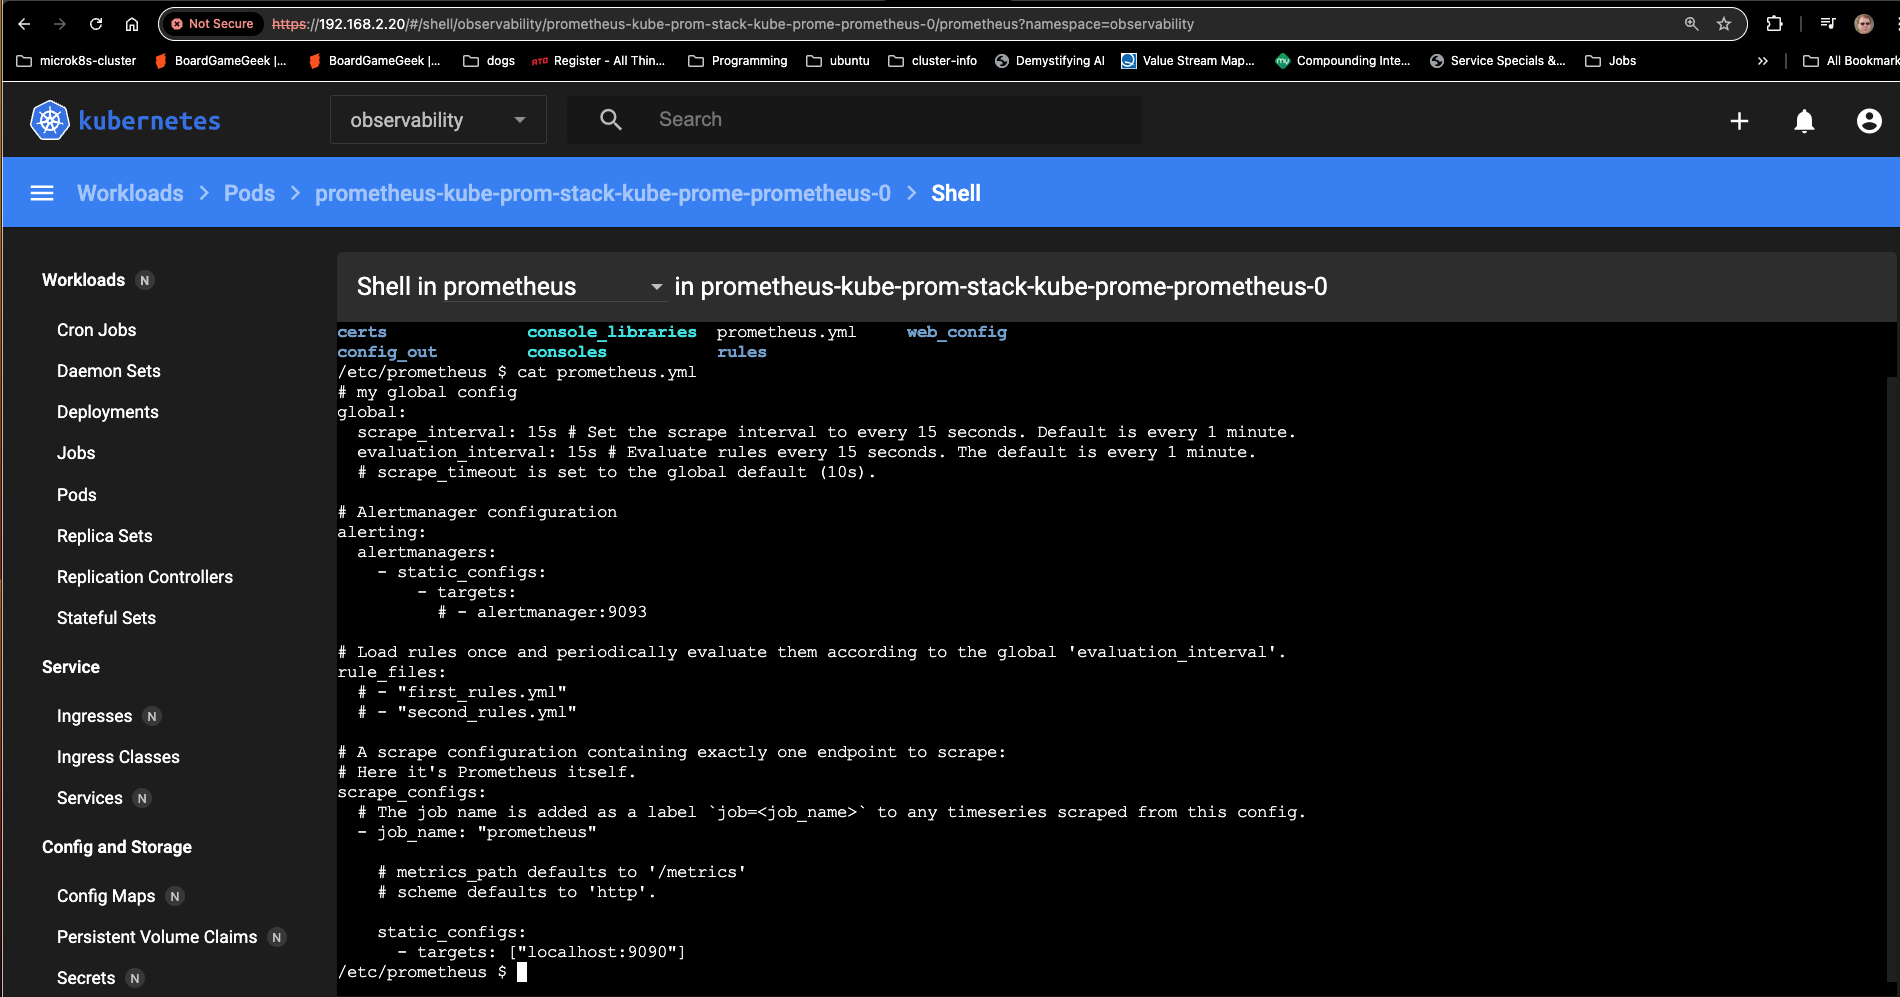 Not Secure https://192.168.2.20/#/shell/observability/prometheus-kube-prom-stack-kube-prome-prometheus-0/prometheus?namespace=observability
microk8s-cluster BoardGameGeek |... BoardGameGeek |... dogs ATD Register - All Thin... Programming ubuntu cluster-info Demystifying AI Value Stream Map... my Compounding Inte... Service Specials &... Jobs » All Bookmark
kubernetes observability Search
Workloads > Pods > prometheus-kube-prom-stack-kube-prome-prometheus-0 > Shell
Workloads N
Cron Jobs
Daemon Sets
Deployments
Jobs
Pods
Replica Sets
Replication Controllers
Stateful Sets
Service
Ingresses N
Ingress Classes
Services N
Config and Storage
Config Maps N
Persistent Volume Claims N
Secrets N
Shell in prometheus in prometheus-kube-prom-stack-kube-prome-prometheus-0
certs console_libraries prometheus.yml web_config
config_out consoles rules
/etc/prometheus $ cat prometheus.yml
# my global config
global:
  scrape_interval: 15s # Set the scrape interval to every 15 seconds. Default is every 1 minute.
  evaluation_interval: 15s # Evaluate rules every 15 seconds. The default is every 1 minute.
  # scrape_timeout is set to the global default (10s).
# Alertmanager configuration
alerting:
  alertmanagers:
    - static_configs:
        - targets:
          # - alertmanager:9093
# Load rules once and periodically evaluate them according to the global 'evaluation_interval'.
rule_files:
  # - "first_rules.yml"
  # - "second_rules.yml"
# A scrape configuration containing exactly one endpoint to scrape:
# Here it's Prometheus itself.
scrape_configs:
  # The job name is added as a label `job=<job_name>` to any timeseries scraped from this config.
  - job_name: "prometheus"
    # metrics_path defaults to '/metrics'
    # scheme defaults to 'http'.
    static_configs:
      - targets: ["localhost:9090"]
/etc/prometheus $